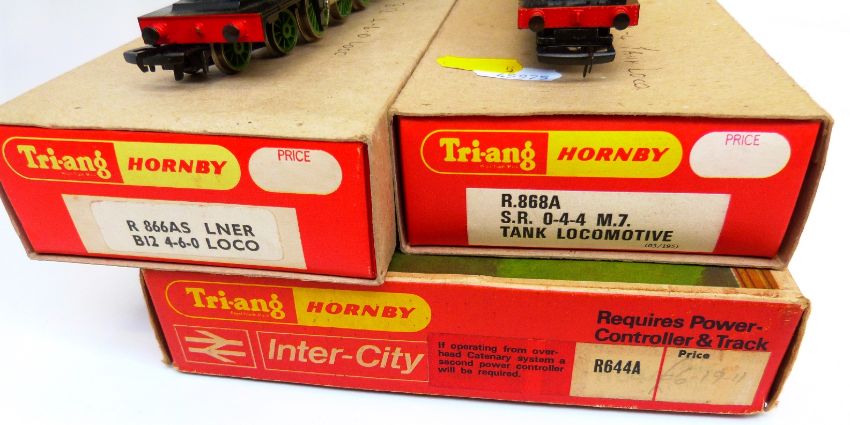 Tri-ang HORNBY
PRICE
R 866AS LNER
B12 4-6-0 LOCO
Tri-ang HORNBY
PRICE
R.868A
S.R. 0-4-4 M.7.
TANK LOCOMOTIVE
Tri-ang HORNBY
Inter-City
If operating from over-
head Catenary system a
second power controller
will be required.
Requires Power-
Controller & Track
R644A
Price